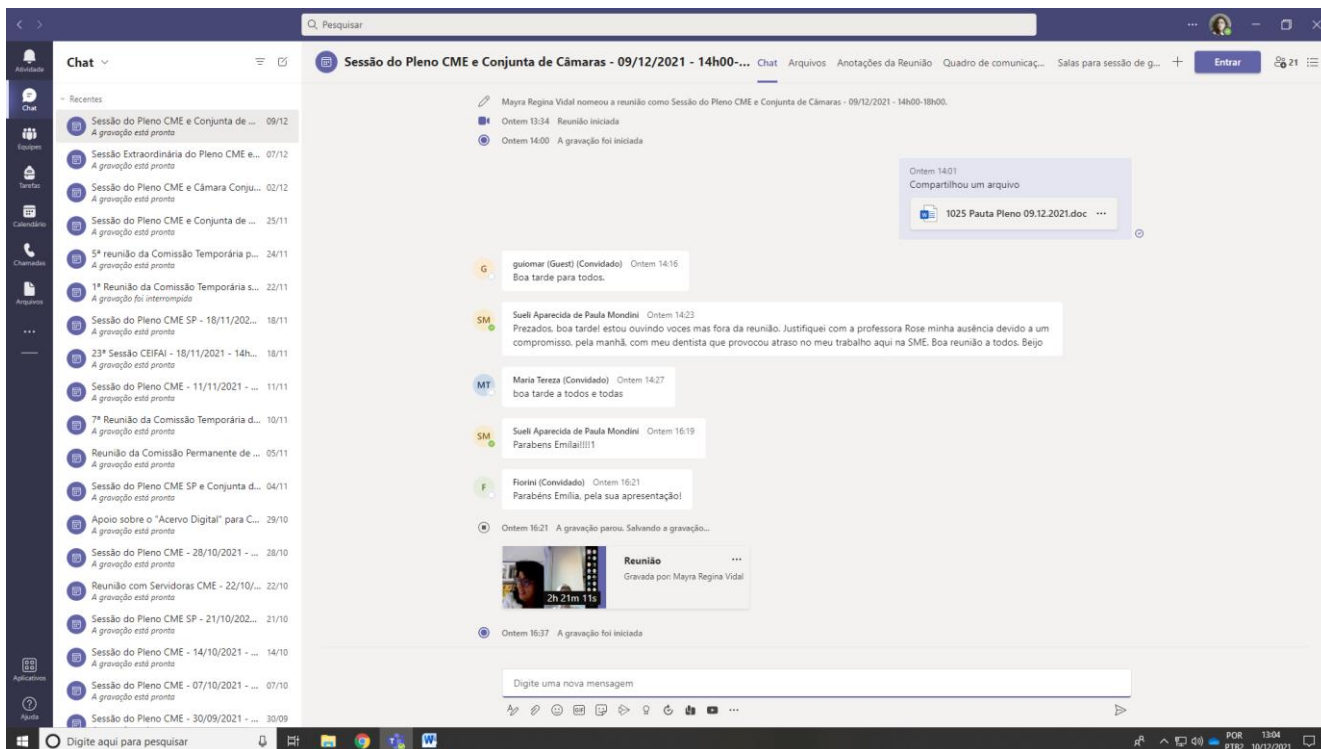 Pesquisar
Atividade
Chat
Equipes
Tarefas
Calendário
Chamadas
Arquivos
Aplicativos
Ajuda
Chat
Recentes
Sessão do Pleno CME e Conjunta de ... 09/12
A gravação está pronta
Sessão Extraordinária do Pleno CME e... 07/12
A gravação está pronta
Sessão do Pleno CME e Câmara Conju... 02/12
A gravação está pronta
Sessão do Pleno CME e Conjunta de ... 25/11
A gravação está pronta
5ª reunião da Comissão Temporária p... 24/11
A gravação está pronta
1ª Reunião da Comissão Temporária s... 22/11
A gravação foi interrompida
Sessão do Pleno CME SP - 18/11/202... 18/11
A gravação está pronta
23ª Sessão CEIFAI - 18/11/2021 - 14h... 18/11
A gravação está pronta
Sessão do Pleno CME - 11/11/2021 - ... 11/11
A gravação está pronta
7ª Reunião da Comissão Temporária d... 10/11
A gravação está pronta
Reunião da Comissão Permanente de ... 05/11
A gravação está pronta
Sessão do Pleno CME SP e Conjunta d... 04/11
A gravação está pronta
Apoio sobre o "Acervo Digital" para C... 29/10
A gravação está pronta
Sessão do Pleno CME - 28/10/2021 - ... 28/10
A gravação está pronta
Reunião com Servidoras CME - 22/10/... 22/10
A gravação está pronta
Sessão do Pleno CME SP - 21/10/202... 21/10
A gravação está pronta
Sessão do Pleno CME - 14/10/2021 - ... 14/10
A gravação está pronta
Sessão do Pleno CME - 07/10/2021 - ... 07/10
A gravação está pronta
Sessão do Pleno CME - 30/09/2021 - ... 30/09
Sessão do Pleno CME e Conjunta de Câmaras - 09/12/2021 - 14h00-... Chat Arquivos Anotações da Reunião Quadro de comunicaç... Salas para sessão de g... Entrar 21
Mayra Regina Vidal nomeou a reunião como Sessão do Pleno CME e Conjunta de Câmaras - 09/12/2021 - 14h00-18h00.
Ontem 13:34 Reunião iniciada
Ontem 14:00 A gravação foi iniciada
Ontem 14:01
Compartilhou um arquivo
1025 Pauta Pleno 09.12.2021.doc ...
G
guiomar (Guest) (Convidado) Ontem 14:16
Boa tarde para todos.
SM
Sueli Aparecida de Paula Mondini Ontem 14:23
Prezados, boa tarde! estou ouvindo voces mas fora da reunião. Justifiquei com a professora Rose minha ausência devido a um
compromisso, pela manhã, com meu dentista que provocou atraso no meu trabalho aqui na SME. Boa reunião a todos. Beijo
MT
Maria Tereza (Convidado) Ontem 14:27
boa tarde a todos e todas
SM
Sueli Aparecida de Paula Mondini Ontem 16:19
Parabens Emílai!!!!1
F
Fiorini (Convidado) Ontem 16:21
Parabéns Emília, pela sua apresentação!
Ontem 16:21 A gravação parou. Salvando a gravação...
Reunião ...
Gravada por: Mayra Regina Vidal
2h 21m 11s
Ontem 16:37 A gravação foi iniciada
Digite uma nova mensagem
GIF
Digite aqui para pesquisar
POR
PTB2
13:04
10/12/2021